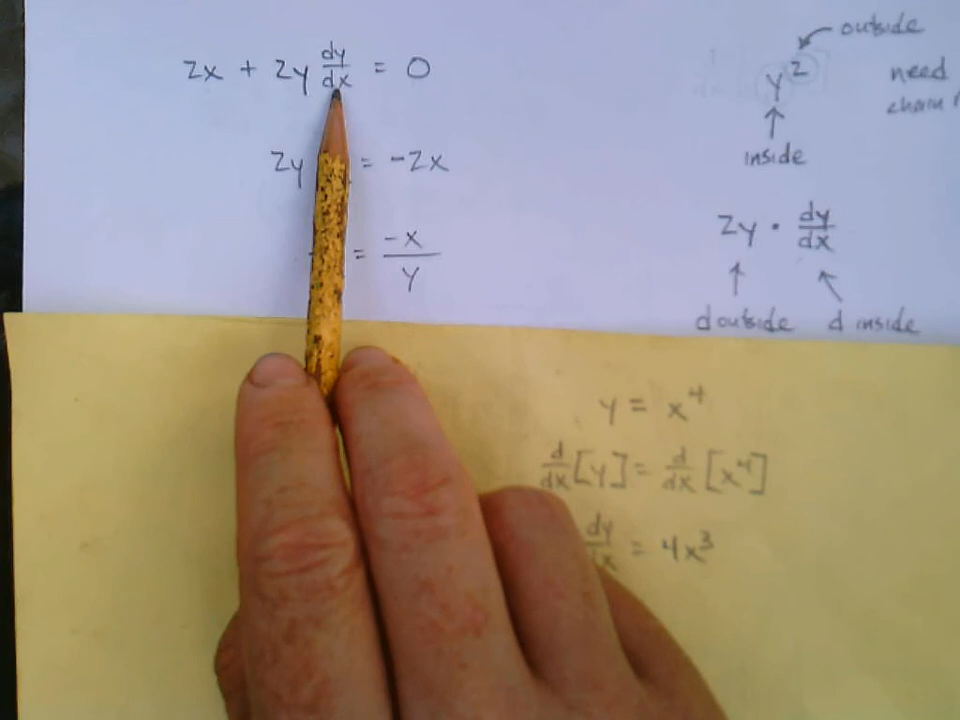 2x + 2y dy/dx = 0
2y = -2x
= -x/y
outside
y²
need
chain
inside
2y · dy/dx
d outside d inside
y = x⁴
d/dx [y] = d/dx [x⁴]
dy/dx = 4x³